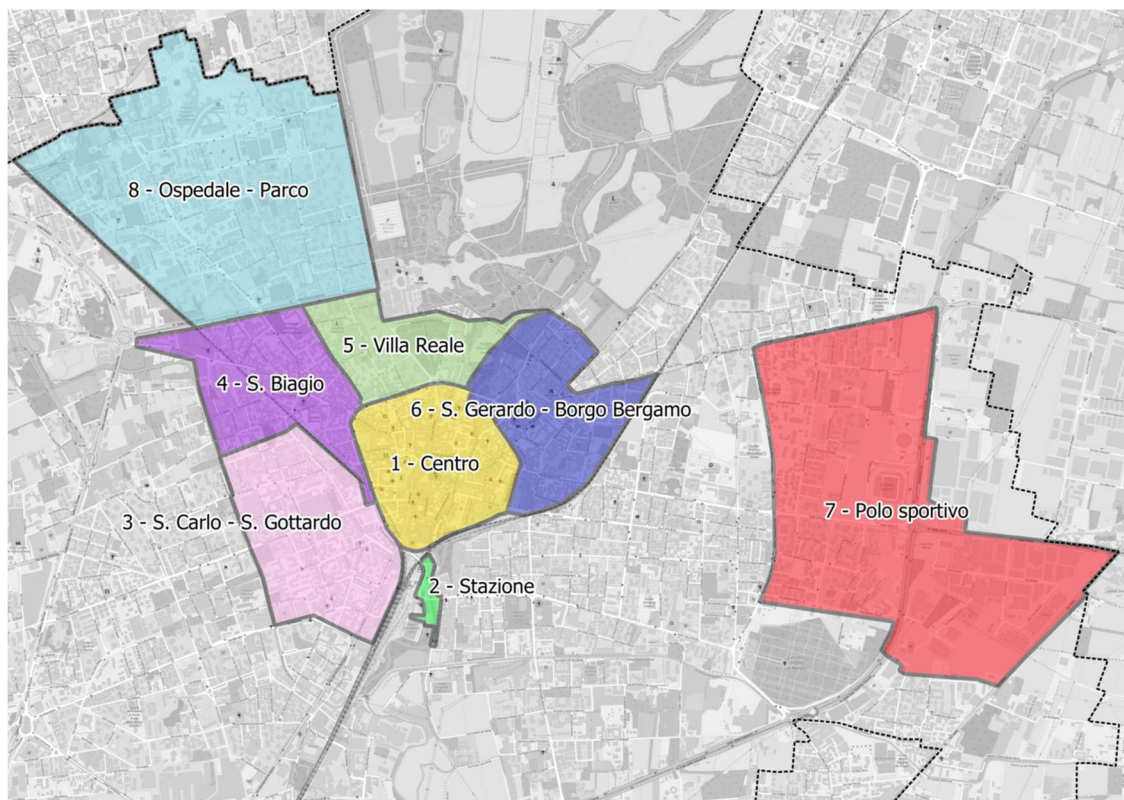 8 - Ospedale - Parco
5 - Villa Reale
4 - S. Biagio
6 - S. Gerardo - Borgo Bergamo
1 - Centro
3 - S. Carlo - S. Gottardo
7 - Polo sportivo
2 - Stazione